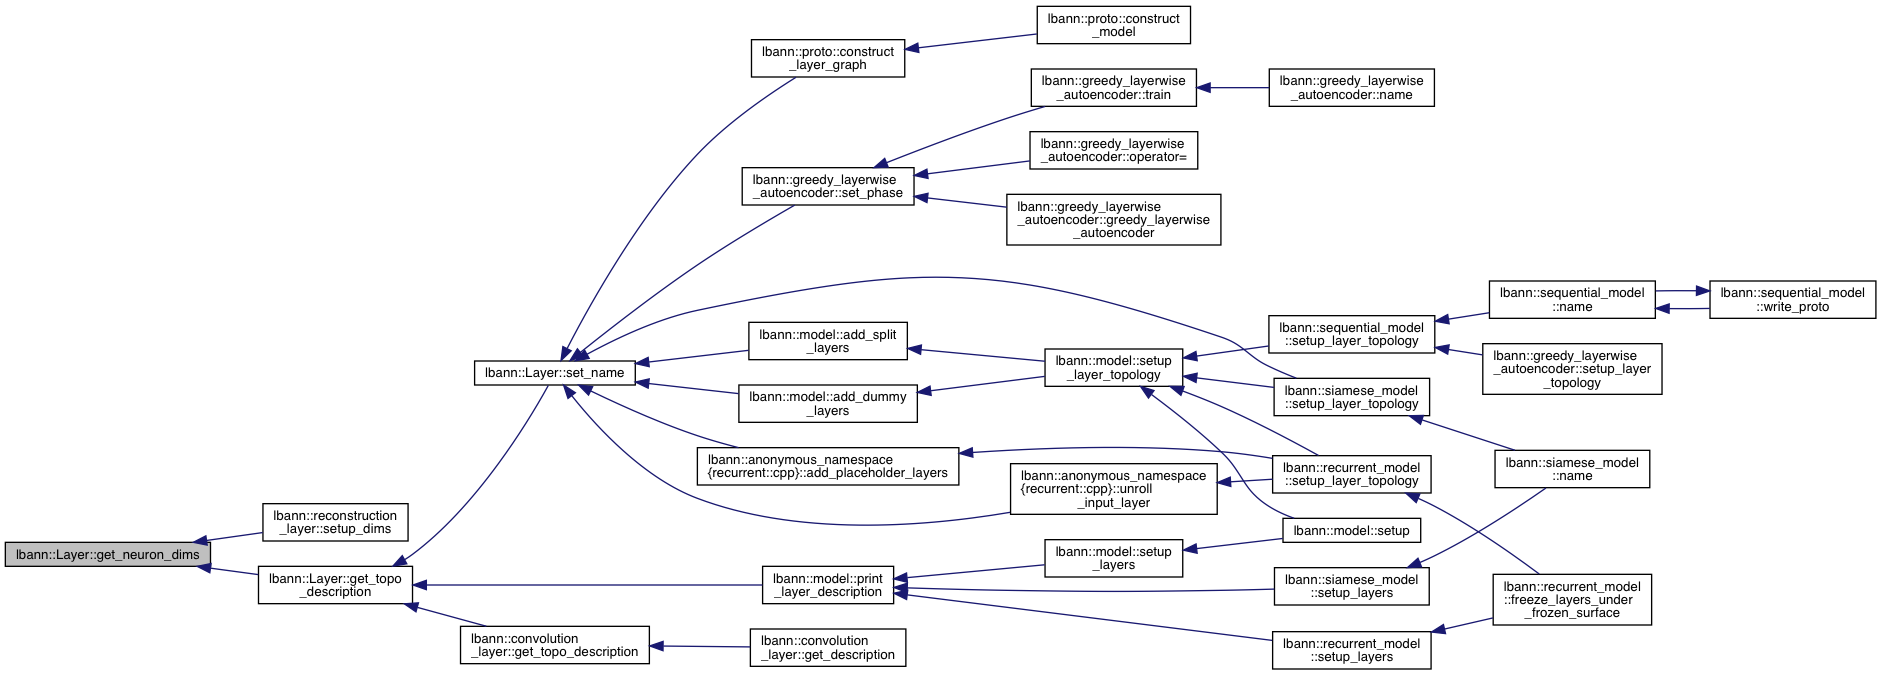 lbann::proto::construct
_model
lbann::proto::construct
_layer_graph
lbann::greedy_layerwise
_autoencoder::train
lbann::greedy_layerwise
_autoencoder::name
lbann::greedy_layerwise
_autoencoder::operator=
lbann::greedy_layerwise
_autoencoder::set_phase
lbann::greedy_layerwise
_autoencoder::greedy_layerwise
_autoencoder
lbann::sequential_model
::name
lbann::sequential_model
::write_proto
lbann::sequential_model
::setup_layer_topology
lbann::model::add_split
_layers
lbann::greedy_layerwise
_autoencoder::setup_layer
_topology
lbann::model::setup
_layer_topology
lbann::Layer::set_name
lbann::siamese_model
::setup_layer_topology
lbann::model::add_dummy
_layers
lbann::anonymous_namespace
{recurrent::cpp}::add_placeholder_layers
lbann::siamese_model
::name
lbann::recurrent_model
::setup_layer_topology
lbann::anonymous_namespace
{recurrent::cpp}::unroll
_input_layer
lbann::reconstruction
_layer::setup_dims
lbann::model::setup
lbann::Layer::get_neuron_dims
lbann::model::setup
_layers
lbann::Layer::get_topo
_description
lbann::model::print
_layer_description
lbann::siamese_model
::setup_layers
lbann::recurrent_model
::freeze_layers_under
_frozen_surface
lbann::convolution
_layer::get_topo_description
lbann::convolution
_layer::get_description
lbann::recurrent_model
::setup_layers